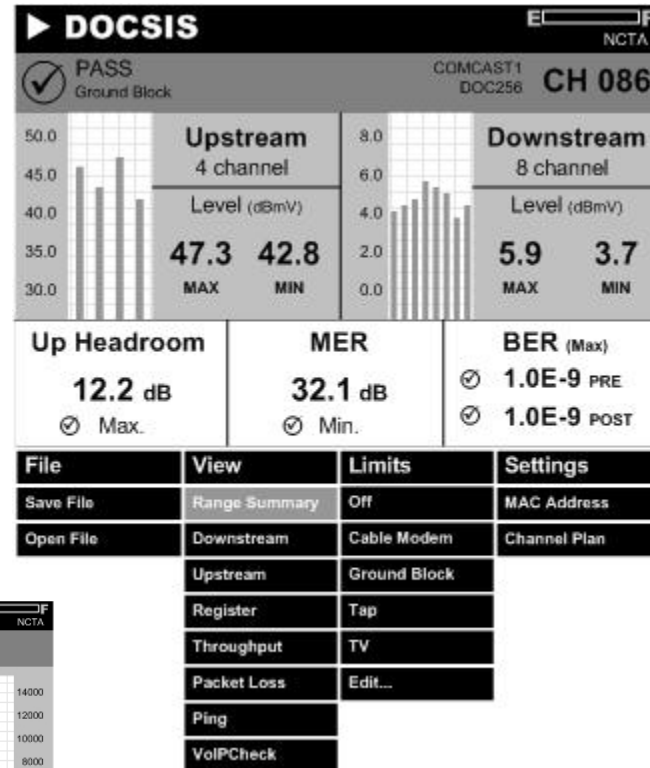 DOCSIS
E F
NCTA
PASS
Ground Block
COMCAST1
DOC256
CH 086
50.0
45.0
40.0
35.0
30.0
Upstream
4 channel
Level (dBmV)
47.3 42.8
MAX MIN
8.0
6.0
4.0
2.0
0.0
Downstream
8 channel
Level (dBmV)
5.9 3.7
MAX MIN
Up Headroom
12.2 dB
Max.
MER
32.1 dB
Min.
BER (Max)
1.0E-9 PRE
1.0E-9 POST
File View Limits Settings
Save File Range Summary Off MAC Address
Open File Downstream Cable Modem Channel Plan
Upstream Ground Block
Register Tap
Throughput TV
Packet Loss Edit...
Ping
VoIPCheck
F
NCTA
14000
12000
10000
8000